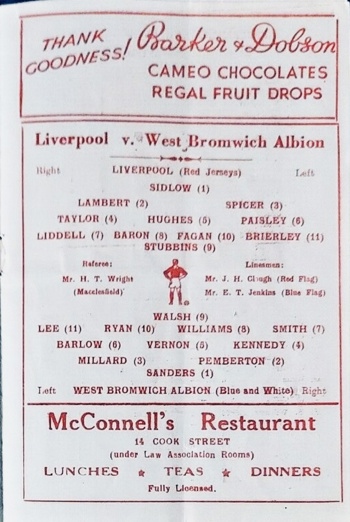 THANK GOODNESS! Barker & Dobson
CAMEO CHOCOLATES
REGAL FRUIT DROPS
Liverpool v. West Bromwich Albion
Right LIVERPOOL (Red Jerseys) Left
SIDLOW (1)
LAMBERT (2) SPICER (3)
TAYLOR (4) HUGHES (5) PAISLEY (6)
LIDDELL (7) BARON (8) FAGAN (10) BRIERLEY (11)
STUBBINS (9)
Referee: Linesmen:
Mr. H. T. Wright Mr. J. H. Clough (Red Flag)
(Macclesfield) Mr. E. T. Jenkins (Blue Flag)
WALSH (9)
LEE (11) RYAN (10) WILLIAMS (8) SMITH (7)
BARLOW (6) VERNON (5) KENNEDY (4)
MILLARD (3) PEMBERTON (2)
SANDERS (1)
Left WEST BROMWICH ALBION (Blue and White) Right
McConnell's Restaurant
14 COOK STREET
(under Law Association Rooms)
LUNCHES ★ TEAS ★ DINNERS
Fully Licensed.